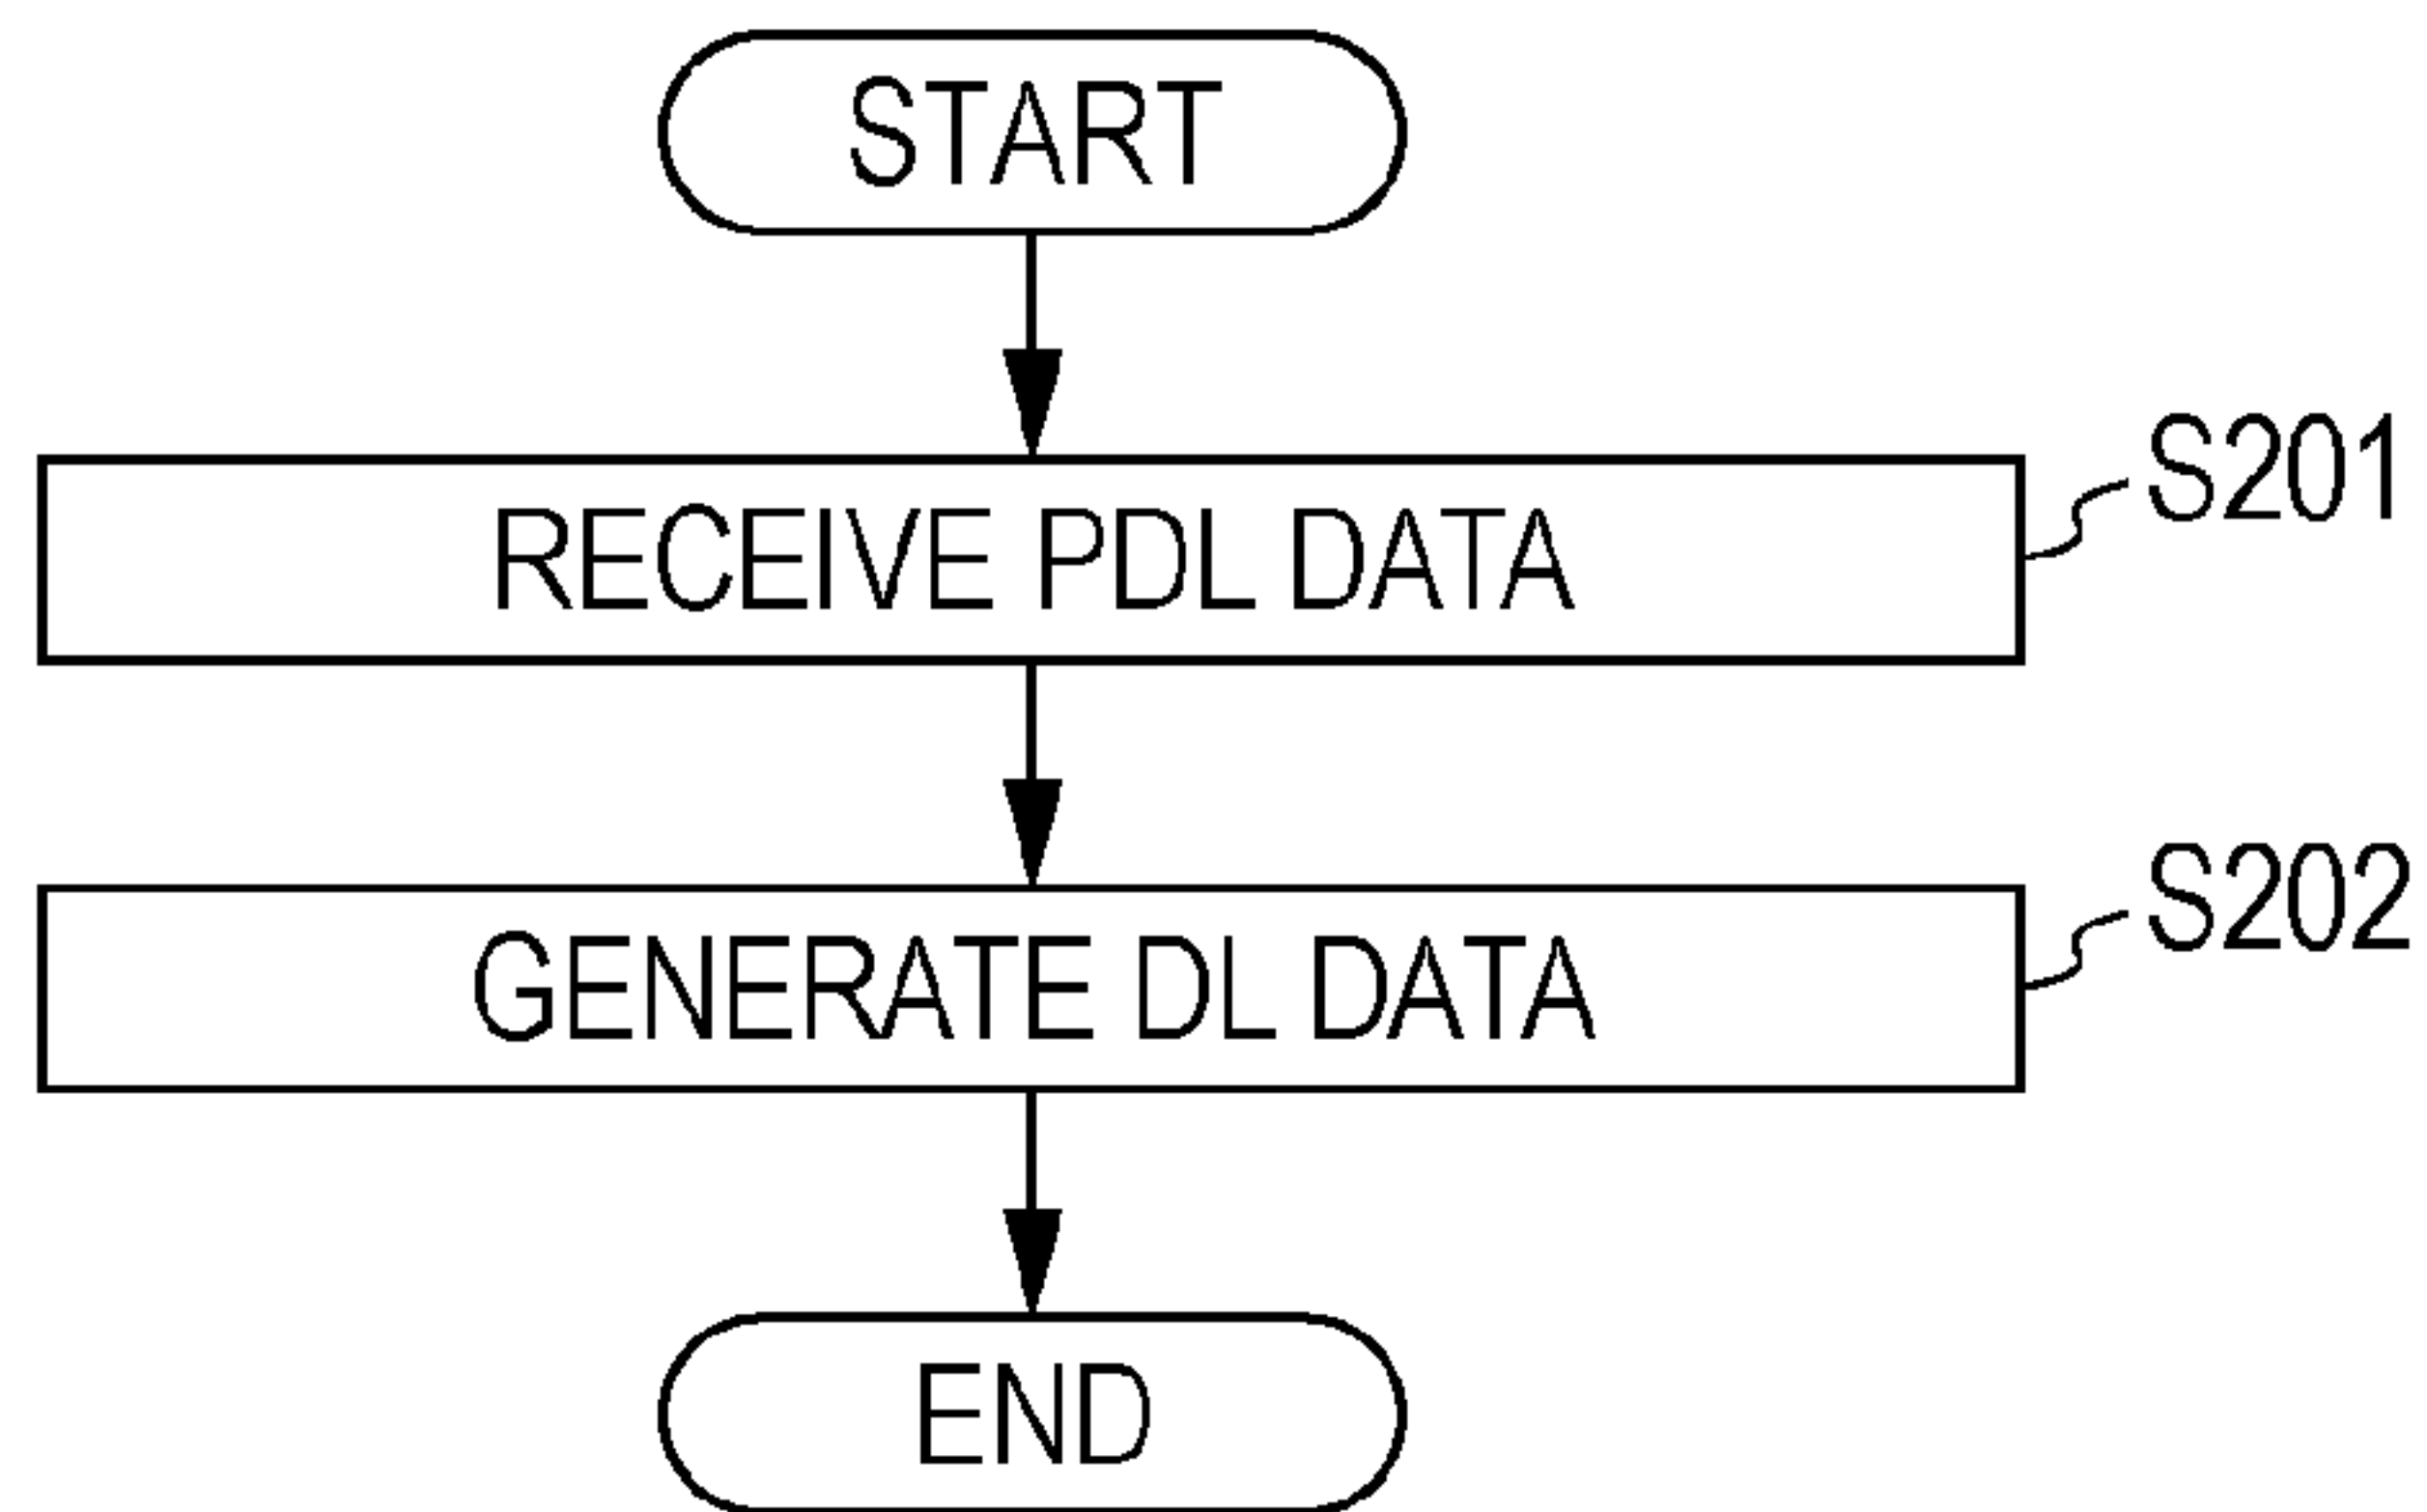 START
RECEIVE PDL DATA
S201
GENERATE DL DATA
S202
END